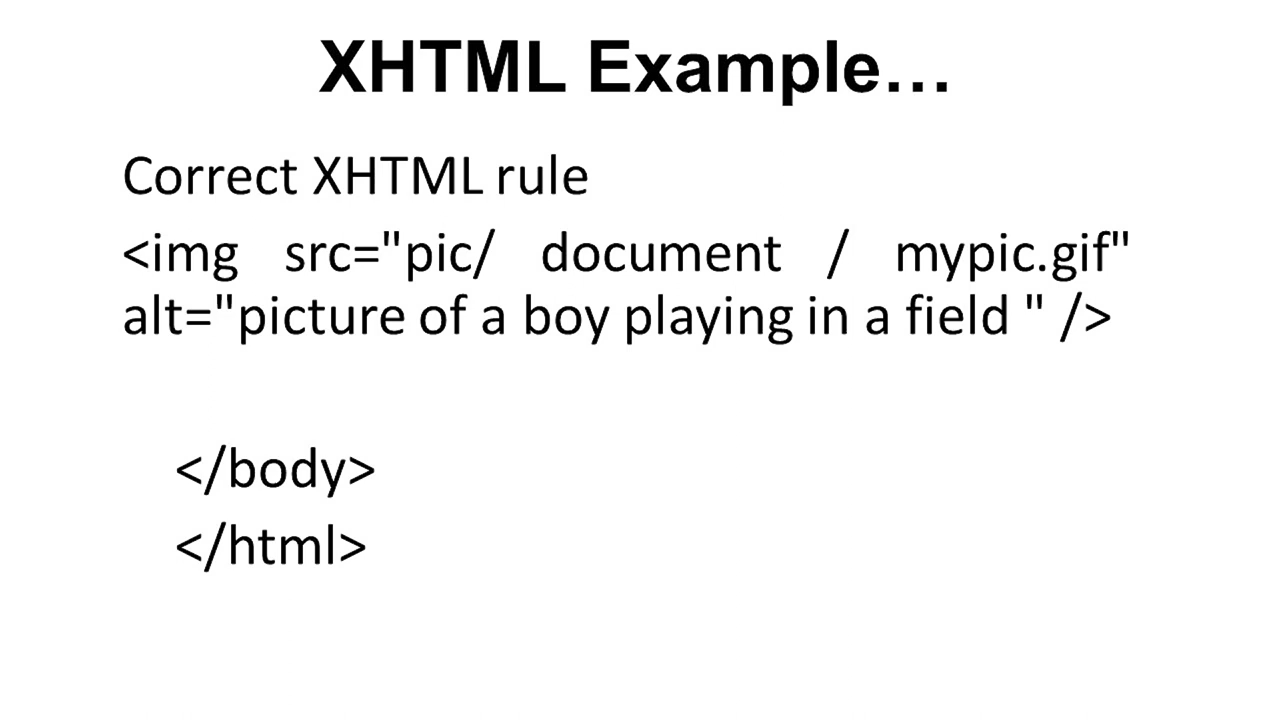 XHTML Example…
Correct XHTML rule
<img src="pic/ document / mypic.gif"
alt="picture of a boy playing in a field " />
</body>
</html>